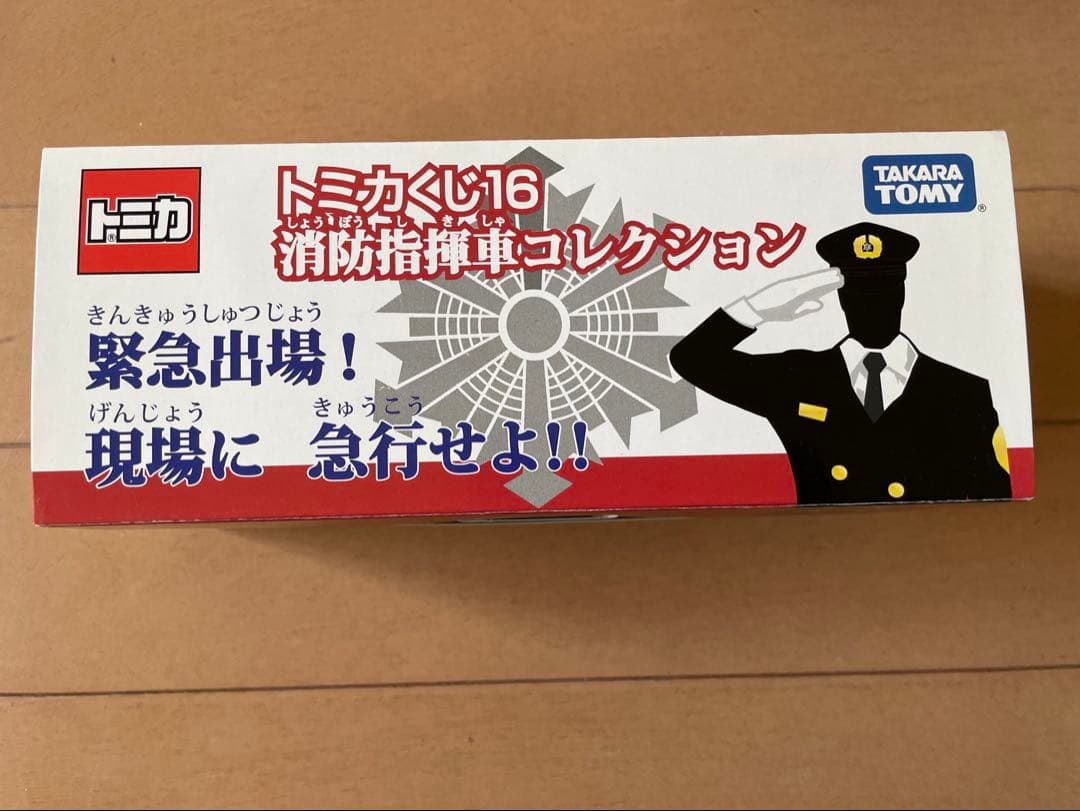 トミカ®
トミカくじ16
しょうぼうしきしゃ
消防指揮車コレクション
TAKARA
TOMY®
きんきゅうしゅつじょう
緊急出場！
げんじょう きゅうこう
現場に 急行せよ!!